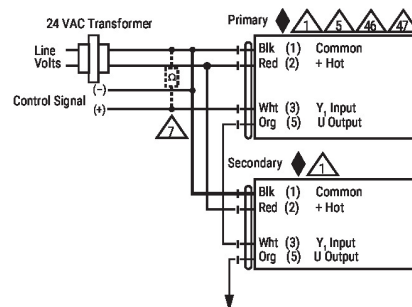 24 VAC Transformer
Primary 1 5 46 47
Line
Volts
Blk (1) Common
Red (2) + Hot
Ω
(−)
Control Signal
(+)
Wht (3) Y₁ Input
Org (5) U Output
7
Secondary 1
Blk (1) Common
Red (2) + Hot
Wht (3) Y₁ Input
Org (5) U Output